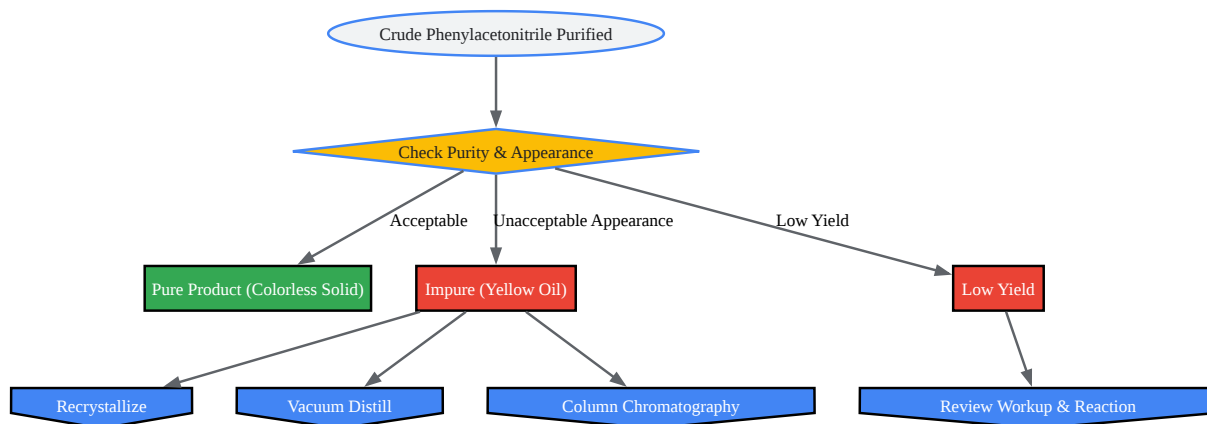 Crude Phenylacetonitrile Purified
Check Purity & Appearance
Acceptable
Unacceptable Appearance
Low Yield
Pure Product (Colorless Solid)
Impure (Yellow Oil)
Low Yield
Recrystallize
Vacuum Distill
Column Chromatography
Review Workup & Reaction